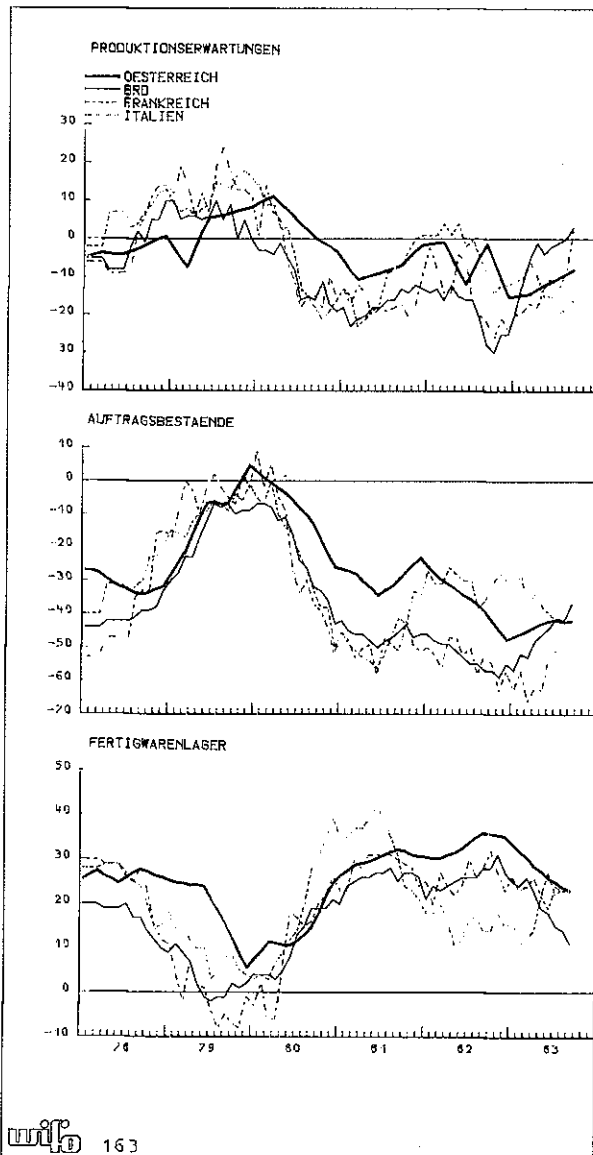 PRODUKTIONSERWARTUNGEN
OESTERREICH
BRD
FRANKREICH
ITALIEN
30
20
10
0
-10
-20
30
-40
AUFTRAGSBESTAENDE
10
0
-10
-20
-30
-40
-50
-60
-70
FERTIGWARENLAGER
50
40
30
20
10
0
-10
78 79 80 81 82 83
wifo 163